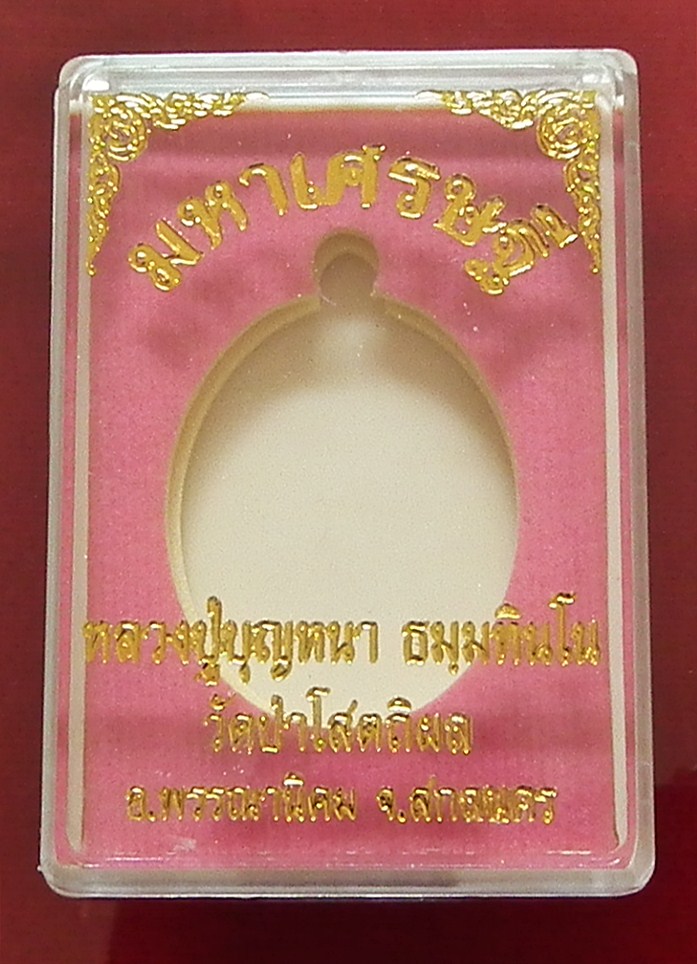 มหาเศรษฐี
หลวงปู่บุญหนา ธมฺมทินโน
วัดป่าโสตถิผล
อ.พรรณานิคม จ.สกลนคร